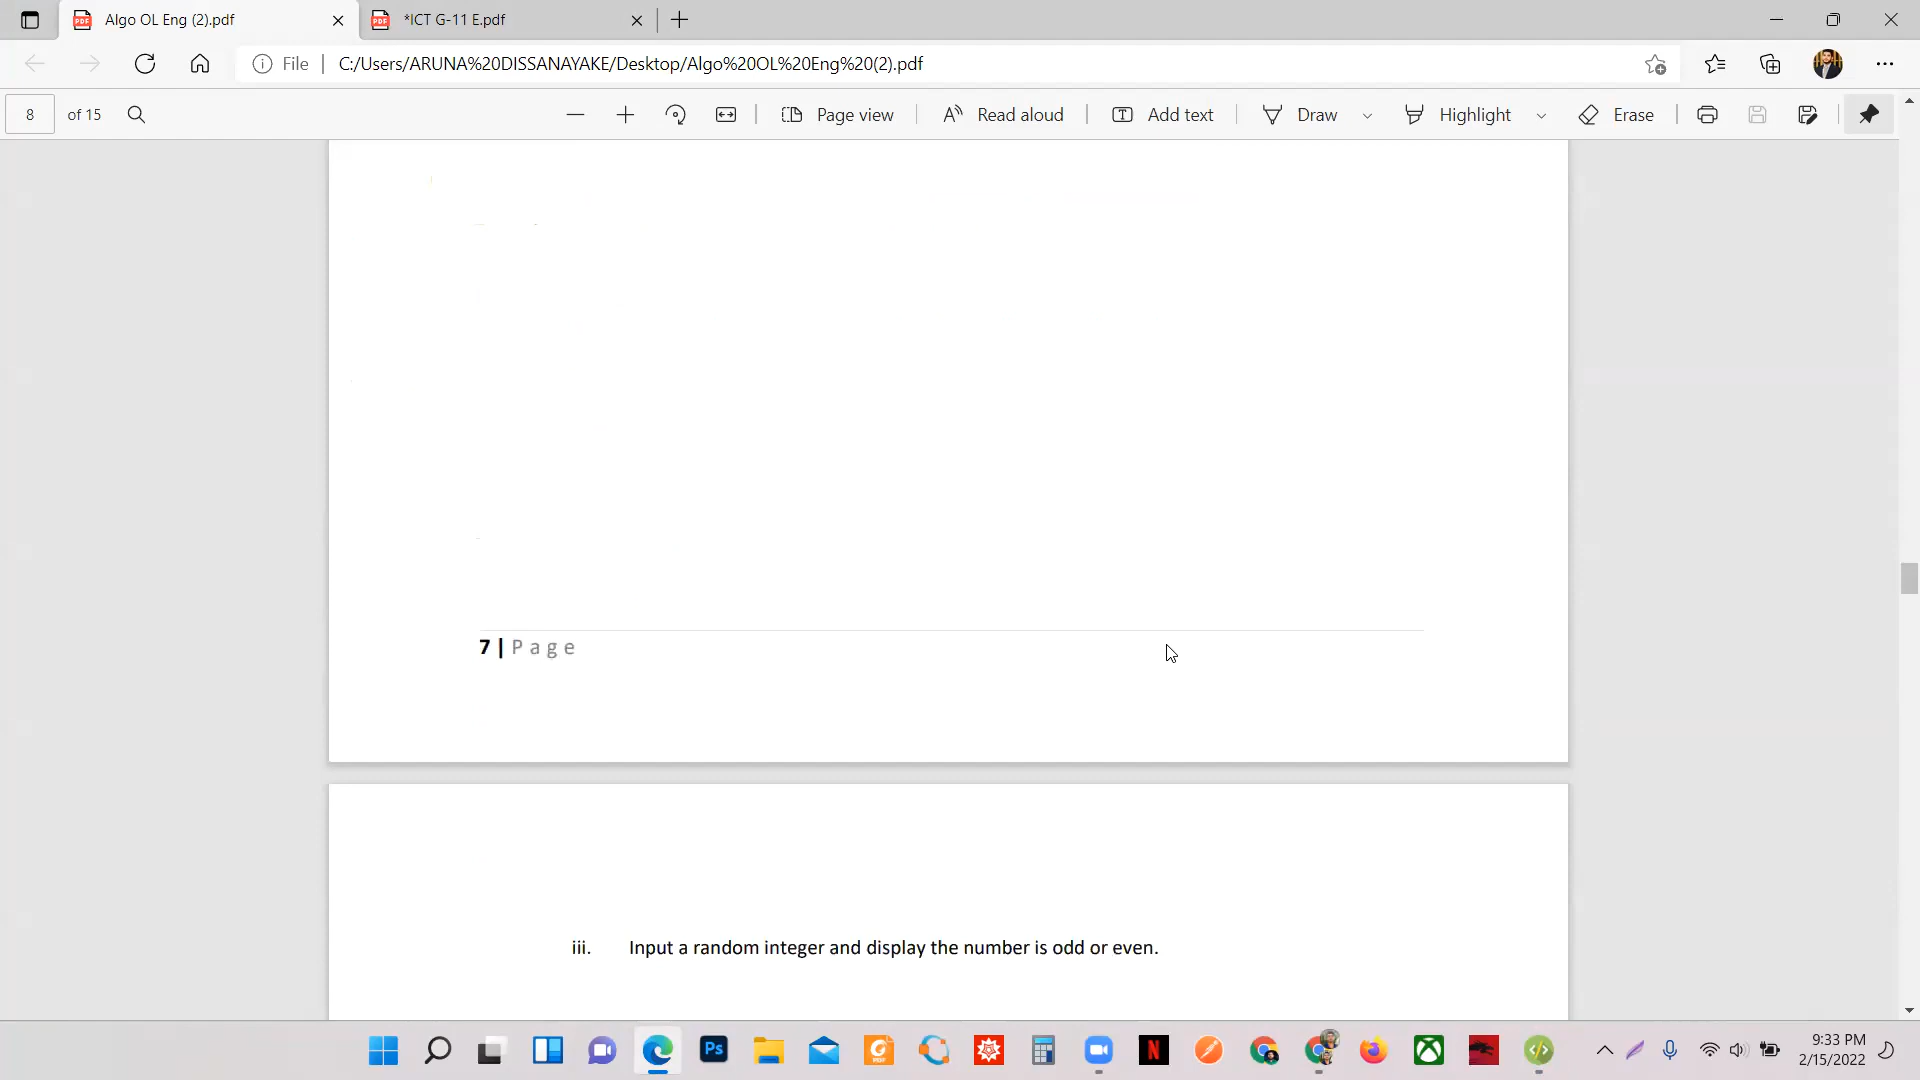 Algo OL Eng (2).pdf
*ICT G-11 E.pdf
File
C:/Users/ARUNA%20DISSANAYAKE/Desktop/Algo%20OL%20Eng%20(2).pdf
8 of 15
Page view
Read aloud
Add text
Draw
Highlight
Erase
7 | Page
iii. Input a random integer and display the number is odd or even.
Ps
PDF
N
9:33 PM
2/15/2022